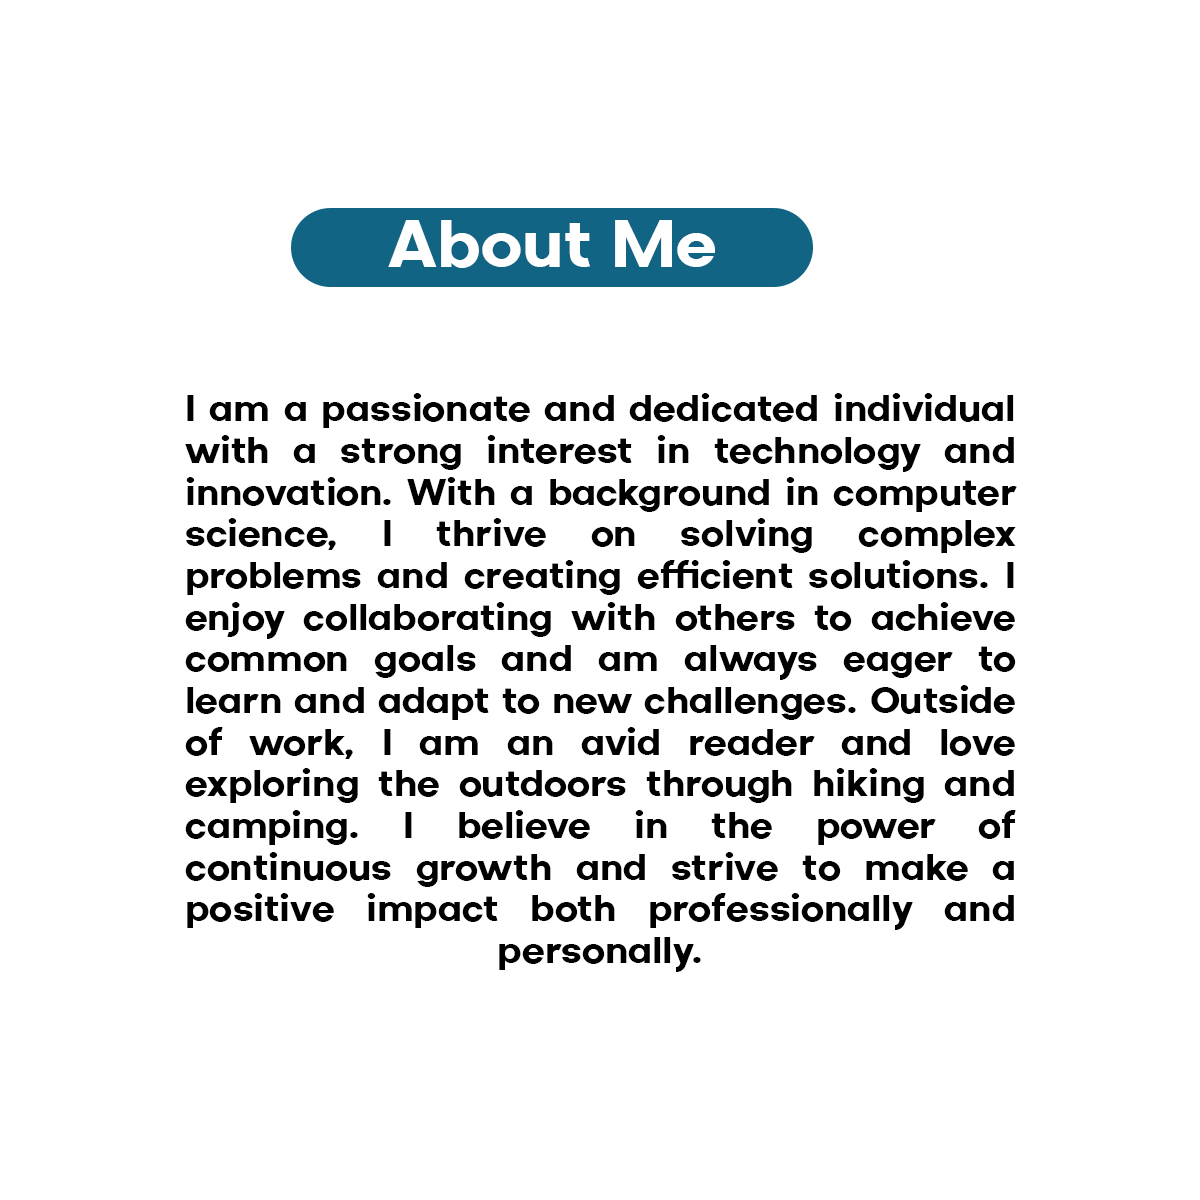 About Me
I am a passionate and dedicated individual
with a strong interest in technology and
innovation. With a background in computer
science, I thrive on solving complex
problems and creating efficient solutions. I
enjoy collaborating with others to achieve
common goals and am always eager to
learn and adapt to new challenges. Outside
of work, I am an avid reader and love
exploring the outdoors through hiking and
camping. I believe in the power of
continuous growth and strive to make a
positive impact both professionally and
personally.